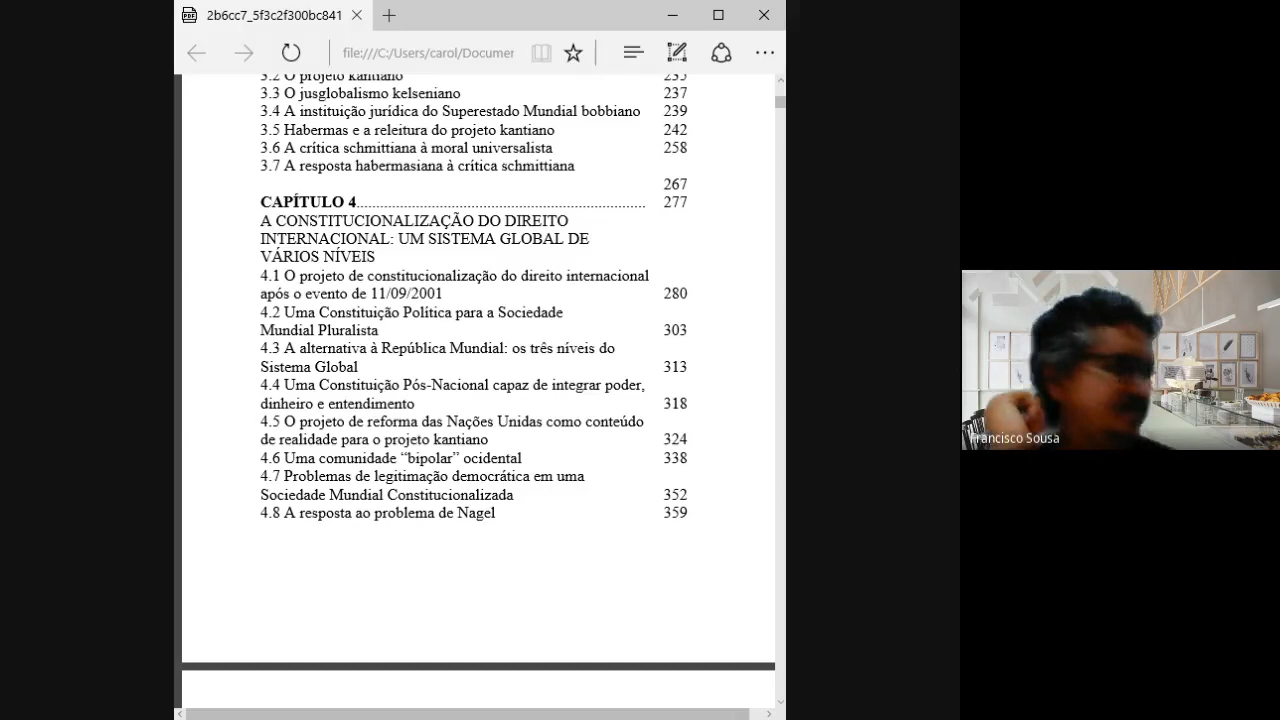 2b6cc7_5f3c2f300bc841
file:///C:/Users/carol/Documer
3.2 O projeto kantiano 235
3.3 O jusglobalismo kelseniano 237
3.4 A instituição jurídica do Superestado Mundial bobbiano 239
3.5 Habermas e a releitura do projeto kantiano 242
3.6 A crítica schmittiana à moral universalista 258
3.7 A resposta habermasiana à crítica schmittiana
267
CAPÍTULO 4........................................................................ 277
A CONSTITUCIONALIZAÇÃO DO DIREITO
INTERNACIONAL: UM SISTEMA GLOBAL DE
VÁRIOS NÍVEIS
4.1 O projeto de constitucionalização do direito internacional
após o evento de 11/09/2001 280
4.2 Uma Constituição Política para a Sociedade
Mundial Pluralista 303
4.3 A alternativa à República Mundial: os três níveis do
Sistema Global 313
4.4 Uma Constituição Pós-Nacional capaz de integrar poder,
dinheiro e entendimento 318
4.5 O projeto de reforma das Nações Unidas como conteúdo
de realidade para o projeto kantiano 324
4.6 Uma comunidade “bipolar” ocidental 338
4.7 Problemas de legitimação democrática em uma
Sociedade Mundial Constitucionalizada 352
4.8 A resposta ao problema de Nagel 359
Francisco Sousa